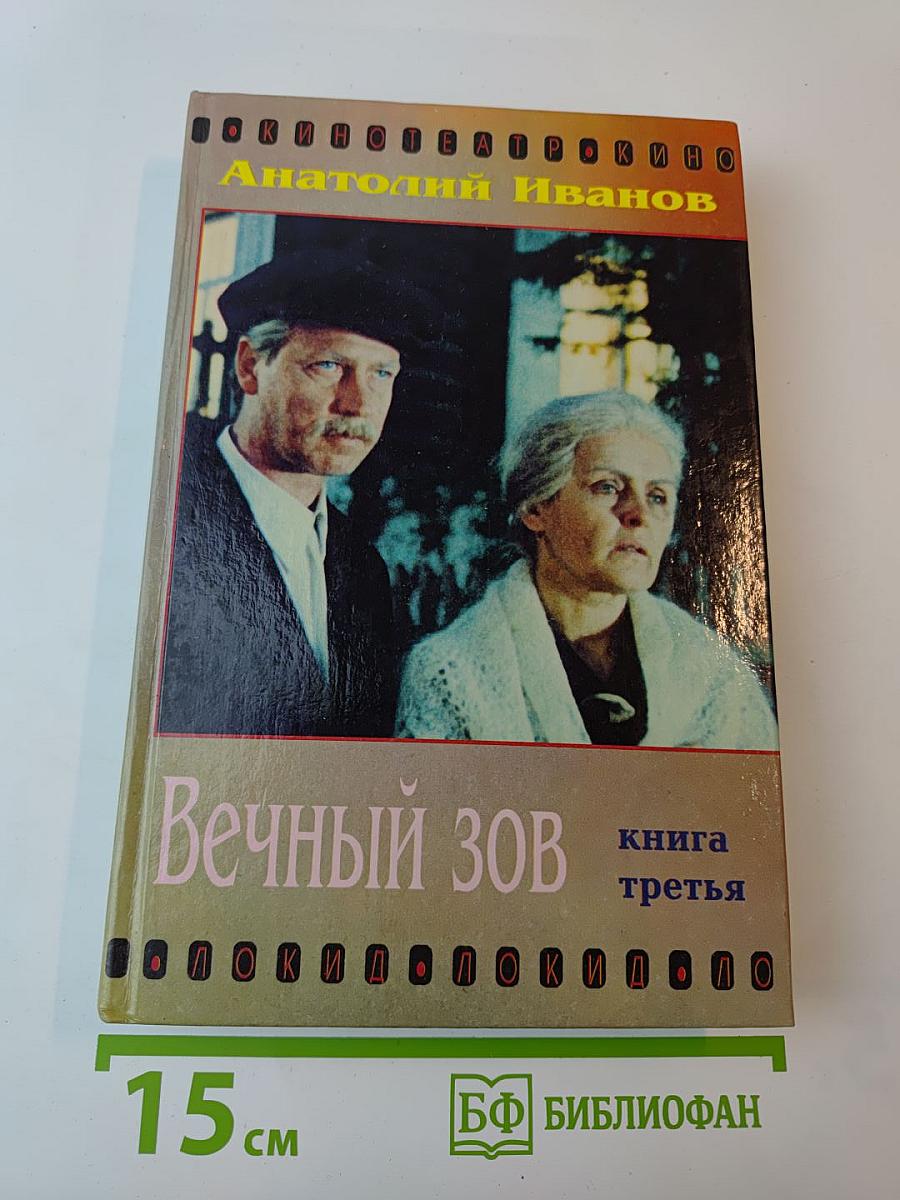 •КИНОТЕАТР•КИНО
Анатолий Иванов
Вечный зов
книга
третья
•ЛОКИД•ЛОКИД•ЛО
15 см
БФ БИБЛИОФАН